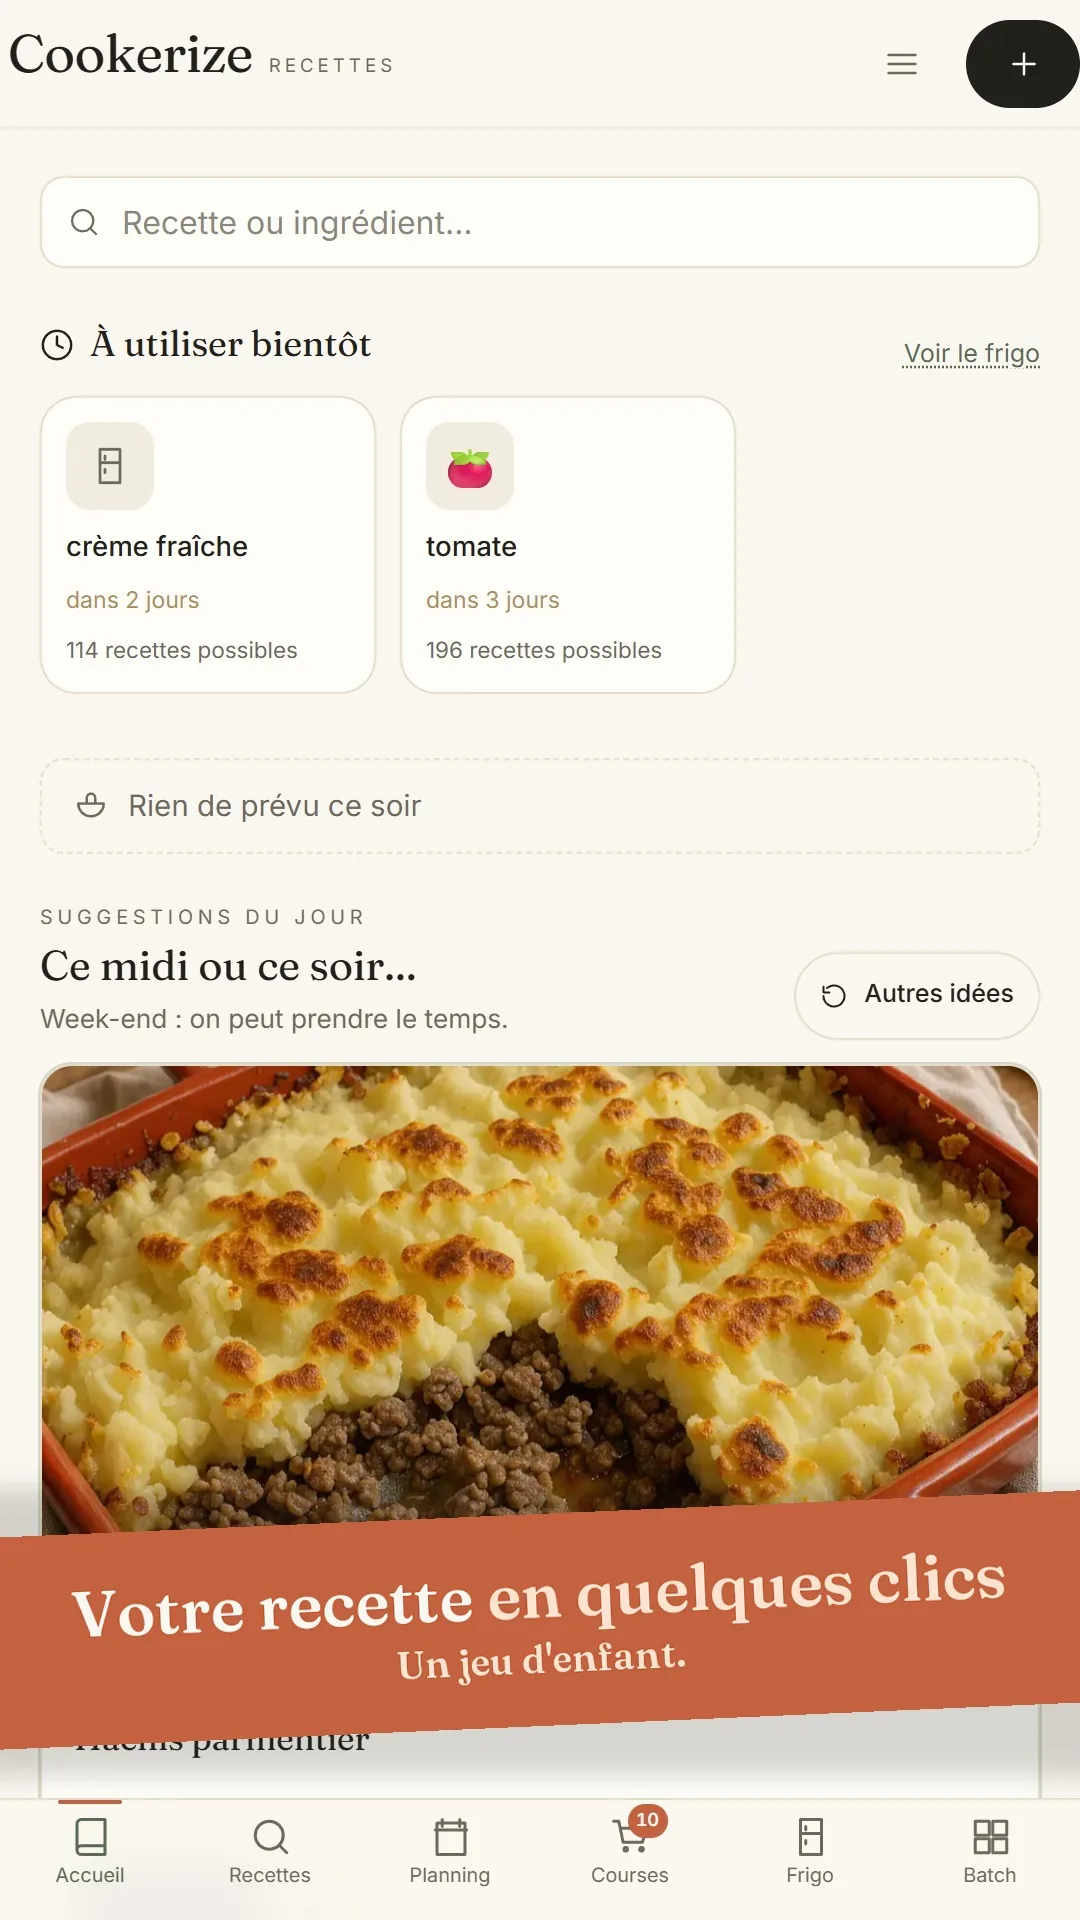 Cookerize RECETTES
Recette ou ingrédient...
À utiliser bientôt
Voir le frigo
crème fraîche
dans 2 jours
114 recettes possibles
tomate
dans 3 jours
196 recettes possibles
Rien de prévu ce soir
SUGGESTIONS DU JOUR
Ce midi ou ce soir...
Week-end : on peut prendre le temps.
Autres idées
Votre recette en quelques clics
Un jeu d'enfant.
Hachis parmentier
10
Accueil
Recettes
Planning
Courses
Frigo
Batch